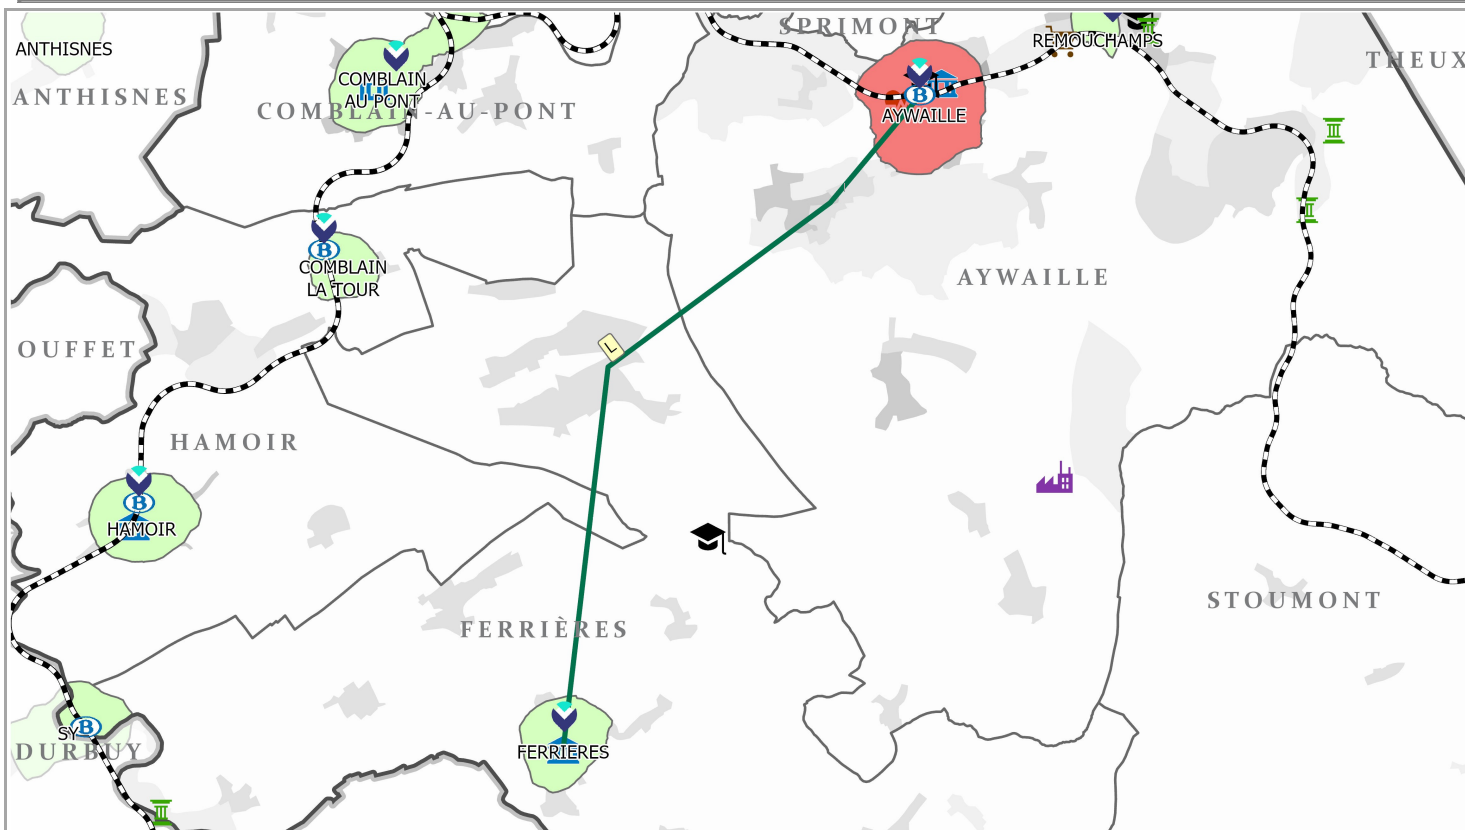 SPRIMONT
REMOUCHAMPS
THEUX
ANTHISNES
ANTHISNES
COMBLAIN
AU PONT
COMBLAIN-AU-PONT
B
AYWAILLE
B
COMBLAIN
LA TOUR
AYWAILLE
OUFFET
L
HAMOIR
B
HAMOIR
STOUMONT
FERRIÈRES
B
SY
DURBUY
FERRIERES